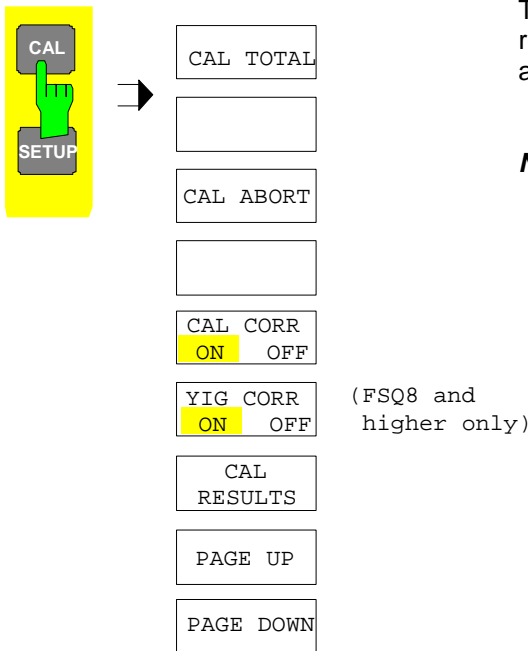 CAL
SETUP
CAL TOTAL
CAL ABORT
CAL CORR
ON OFF
YIG CORR
ON OFF
(FSQ8 and
higher only)
CAL
RESULTS
PAGE UP
PAGE DOWN